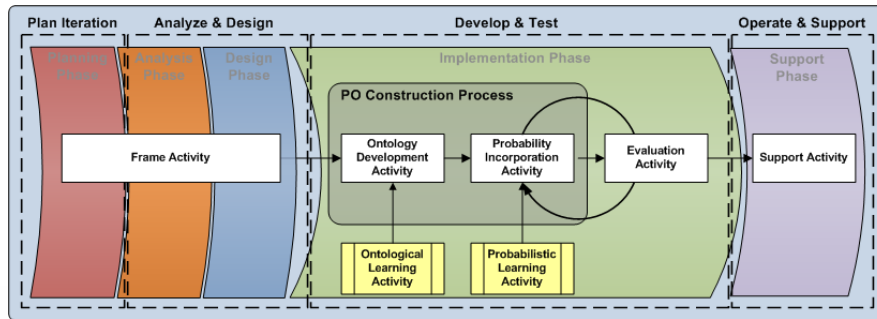 Plan Iteration
Analyze & Design
Develop & Test
Operate & Support
Planning
Phase
Analysis
Phase
Design
Phase
Implementation Phase
Support
Phase
PO Construction Process
Frame Activity
Ontology
Development
Activity
Probability
Incorporation
Activity
Evaluation
Activity
Support Activity
Ontological
Learning
Activity
Probabilistic
Learning
Activity